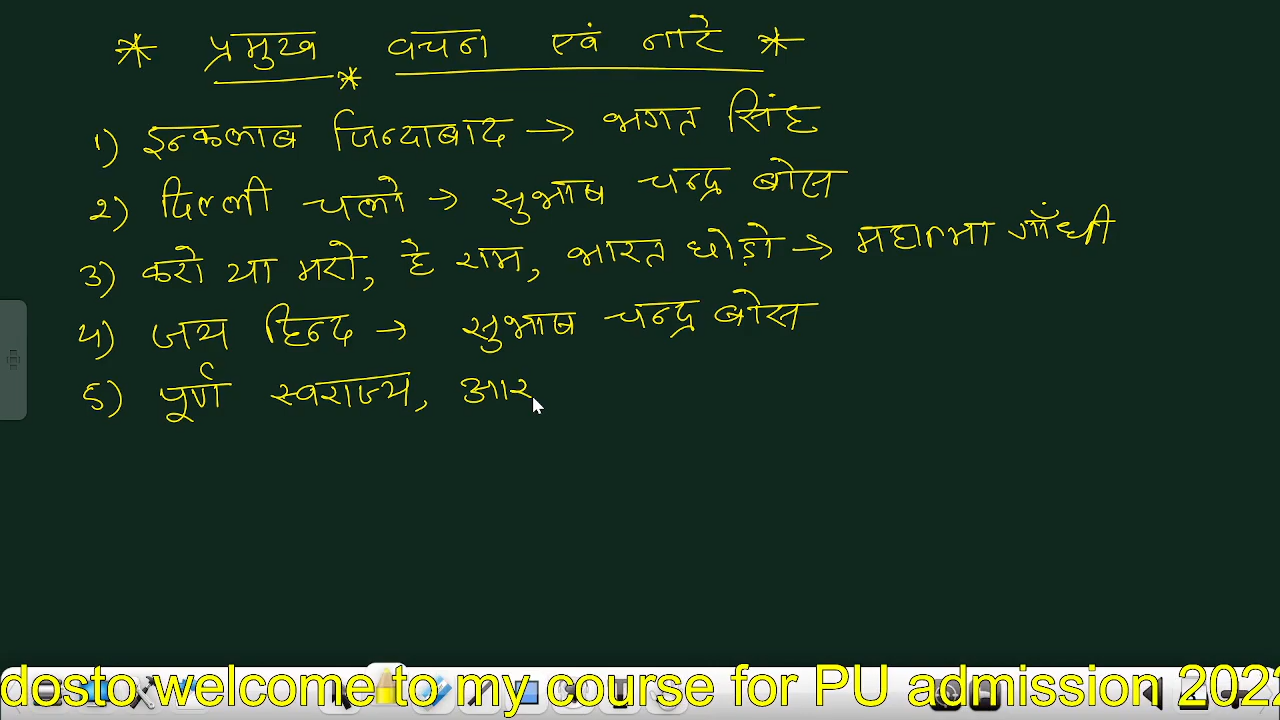 * प्रमुख वचन एवं नारे *
*
1) इन्कलाब जिन्दाबाद → भगत सिंह
2) दिल्ली चलो → सुभाष चन्द्र बोस
3) करो या मरो, हे राम, भारत छोड़ो → महात्मा गाँधी
4) जय हिन्द → सुभाष चन्द्र बोस
5) पूर्ण स्वराज्य, आर
dosto welcome to my course for PU admission 202